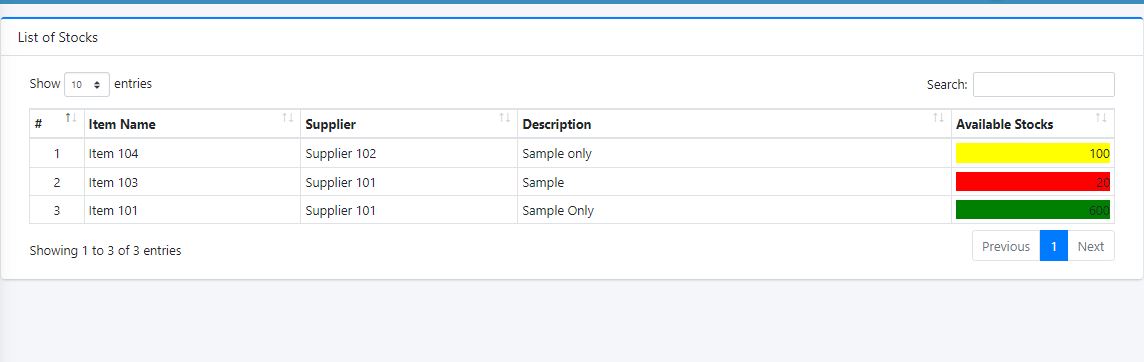 List of Stocks
Show 10 entries Search:
# Item Name Supplier Description Available Stocks
1 Item 104 Supplier 102 Sample only 100
2 Item 103 Supplier 101 Sample 20
3 Item 101 Supplier 101 Sample Only 600
Showing 1 to 3 of 3 entries Previous 1 Next